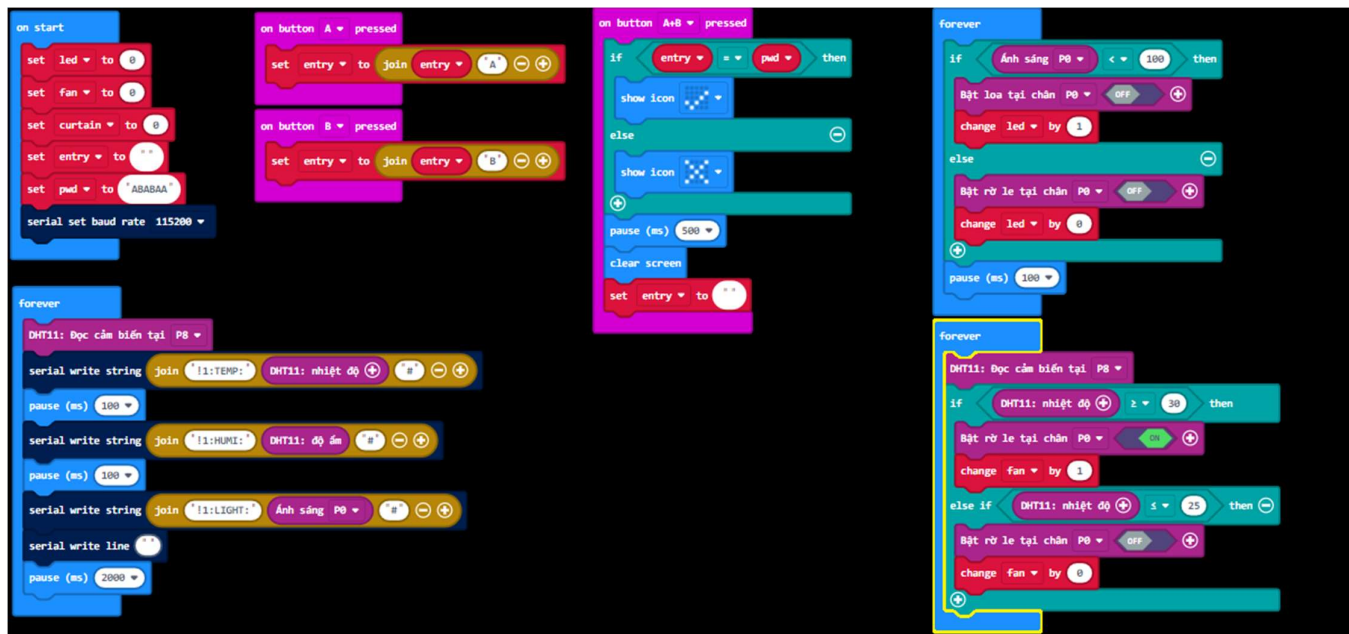 on start
set led to 0
set fan to 0
set curtain to 0
set entry to " "
set pwd to "ABABAA"
serial set baud rate 115200
on button A pressed
set entry to join entry "A"
on button B pressed
set entry to join entry "B"
on button A+B pressed
if entry = pwd then
show icon
else
show icon
pause (ms) 500
clear screen
set entry to " "
forever
if Ánh sáng P0 < 100 then
Bật loa tại chân P0 OFF
change led by 1
else
Bật rờ le tại chân P0 OFF
change led by 0
pause (ms) 100
forever
DHT11: Đọc cảm biến tại P8
serial write string join "!1:TEMP:" DHT11: nhiệt độ "#"
pause (ms) 100
serial write string join "!1:HUMI:" DHT11: độ ẩm "#"
pause (ms) 100
serial write string join "!1:LIGHT:" Ánh sáng P0 "#"
serial write line " "
pause (ms) 2000
forever
DHT11: Đọc cảm biến tại P8
if DHT11: nhiệt độ ≥ 30 then
Bật rờ le tại chân P0 ON
change fan by 1
else if DHT11: nhiệt độ ≤ 25 then
Bật rờ le tại chân P0 OFF
change fan by 0